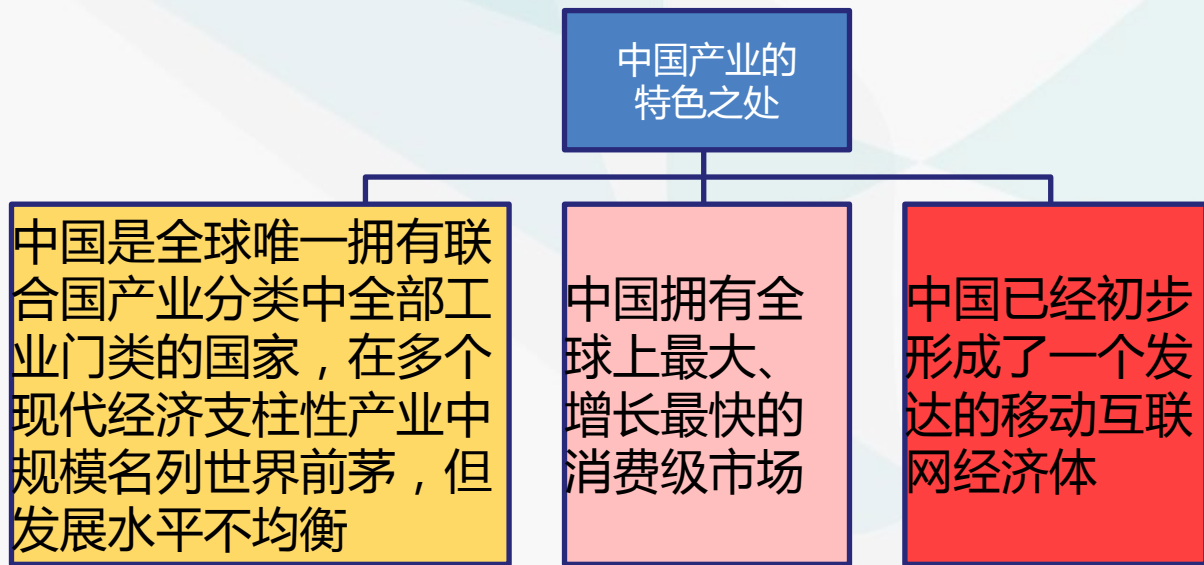 中国产业的
特色之处
中国是全球唯一拥有联
合国产业分类中全部工
业门类的国家，在多个
现代经济支柱性产业中
规模名列世界前茅，但
发展水平不均衡
中国拥有全
球上最大、
增长最快的
消费级市场
中国已经初步
形成了一个发
达的移动互联
网经济体